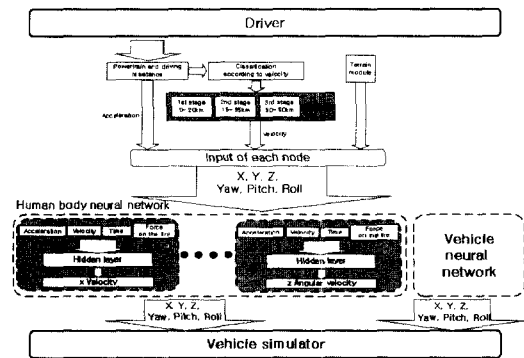 Driver
Powertrain and driving
resistance
Classification
according to velocity
Terrain
module
1st stage
0~20km
2nd stage
15~
3rd stage
Acceleration
Velocity
Input of each node
X, Y, Z,
Yaw, Pitch, Roll
Human body neural network
Acceleration
Velocity
Time
Force
on the tire
Hidden layer
x Velocity
Acceleration
Velocity
Time
Force
on the tire
Hidden layer
z Angular velocity
Vehicle
neural
network
X, Y, Z,
Yaw, Pitch, Roll
X, Y, Z,
Yaw, Pitch, Roll
Vehicle simulator